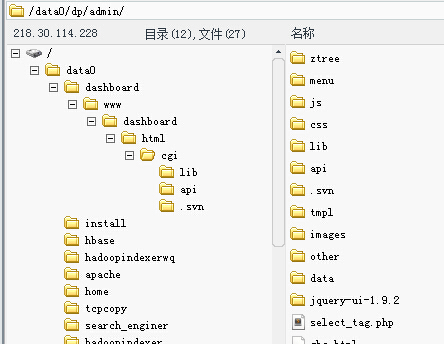 /data0/dp/admin/
218.30.114.228 目录(12),文件(27) 名称
/
data0
dashboard
www
dashboard
html
cgi
lib
api
.svn
install
hbase
hadoopindexerwq
apache
home
tcpcopy
search_enginer
hadoopindexer
ztree
menu
js
css
lib
api
.svn
tmpl
images
other
data
jquery-ui-1.9.2
select_tag.php